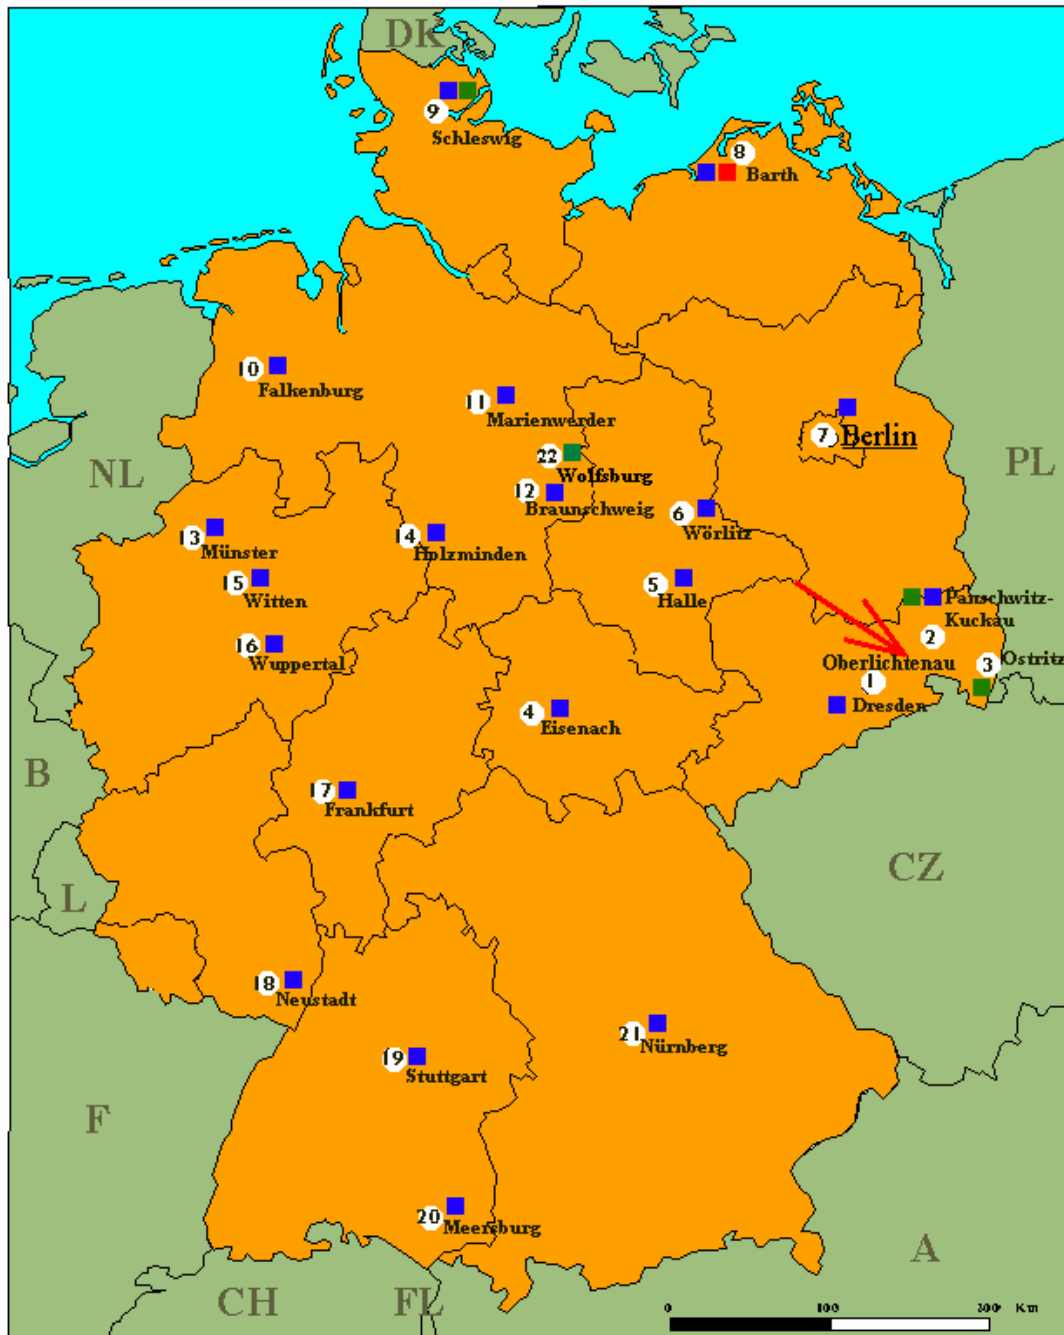 DK
9
Schleswig
8
Barth
10
Falkenburg
11
Marienwerder
7
Berlin
NL
PL
22
Wolfsburg
12
Braunschweig
6
Wörlitz
13
Münster
14
Holzminden
15
Witten
5
Halle
Panschwitz-
Kuckau
2
16
Wuppertal
Oberlichtenau
3
Ostritz
1
Dresden
4
Eisenach
B
17
Frankfurt
CZ
L
18
Neustadt
21
Nürnberg
19
Stuttgart
F
20
Meersburg
A
CH
FL
0 100 200 Km